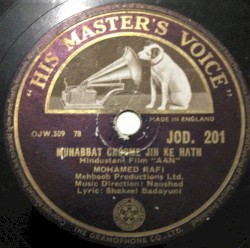 "HIS MASTER'S VOICE"
MADE IN ENGLAND
OJW.309 78
JOD. 201
MUHABBAT CHOOME JIN KE HATH
Hindustani Film "AAN"
MOHAMED RAFI
Mehboob Productions Ltd.
Music Direction: Naushad
Lyric: Shakeel Badayuni
THE GRAMOPHONE CO. LTD.